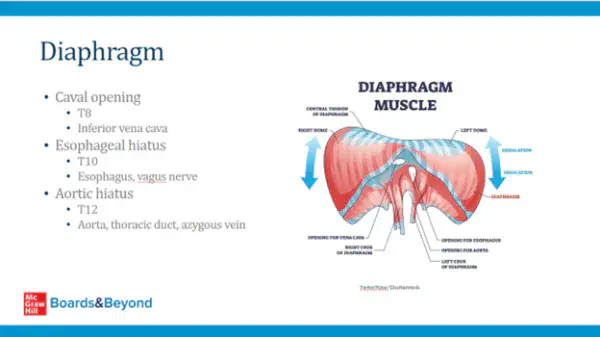 Diaphragm
• Caval opening
• T8
• Inferior vena cava
• Esophageal hiatus
• T10
• Esophagus, vagus nerve
• Aortic hiatus
• T12
• Aorta, thoracic duct, azygous vein
DIAPHRAGM
MUSCLE
CENTRAL TENDON
OF DIAPHRAGM
RIGHT DOME
LEFT DOME
EXHALATION
INHALATION
DIAPHRAGM
OPENING FOR VENA CAVA
RIGHT CRUS
OF DIAPHRAGM
OPENING FOR ESOPHAGUS
OPENING FOR AORTA
LEFT CRUS
OF DIAPHRAGM
VectorMine/Shutterstock
Mc
Graw
Hill
Boards&Beyond